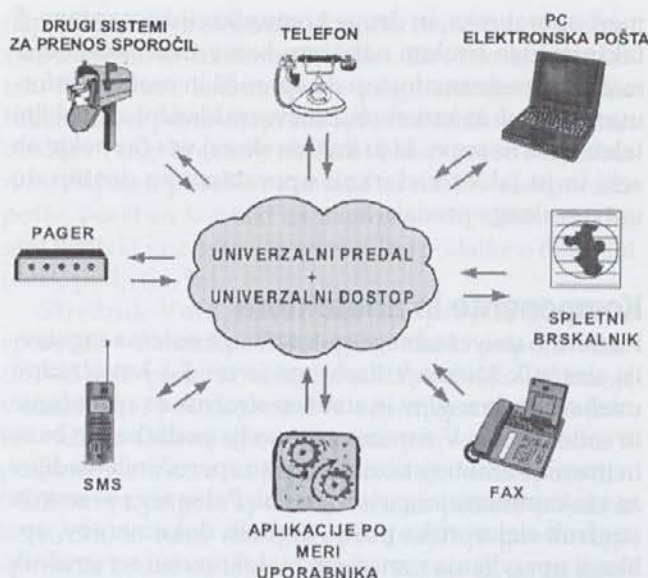 DRUGI SISTEMI
ZA PRENOS SPOROČIL
TELEFON
PC
ELEKTRONSKA POŠTA
PAGER
UNIVERZALNI PREDAL
+
UNIVERZALNI DOSTOP
SPLETNI
BRSKALNIK
SMS
APLIKACIJE PO
MERI
UPORABNIKA
FAX